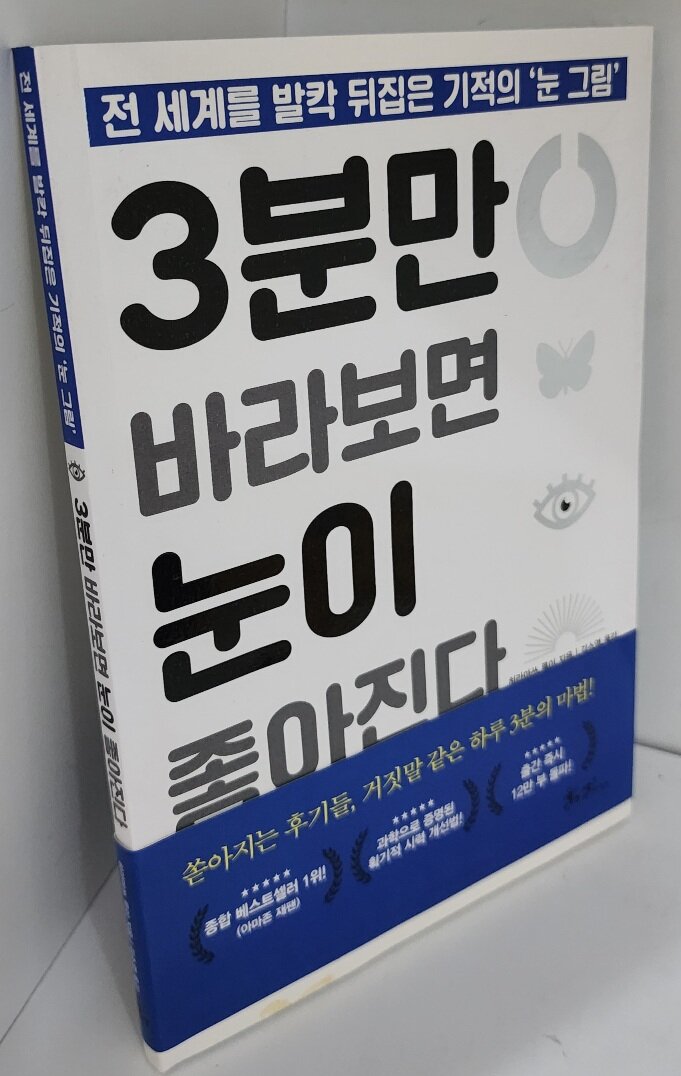 전 세계를 발칵 뒤집은 기적의 '눈 그림'
3분만
바라보면
눈이
좋아진다
쏟아지는 후기들, 거짓말 같은 하루 3분의 마법!
★★★★★
종합 베스트셀러 1위!
(아마존 재팬)
★★★★★
과학으로 증명된
획기적 시력 개선법!
★★★★★
출간 즉시
12만 부 돌파!
전 세계를 발칵 뒤집은 기적의 '눈 그림'
3분만 바라보면 눈이 좋아진다